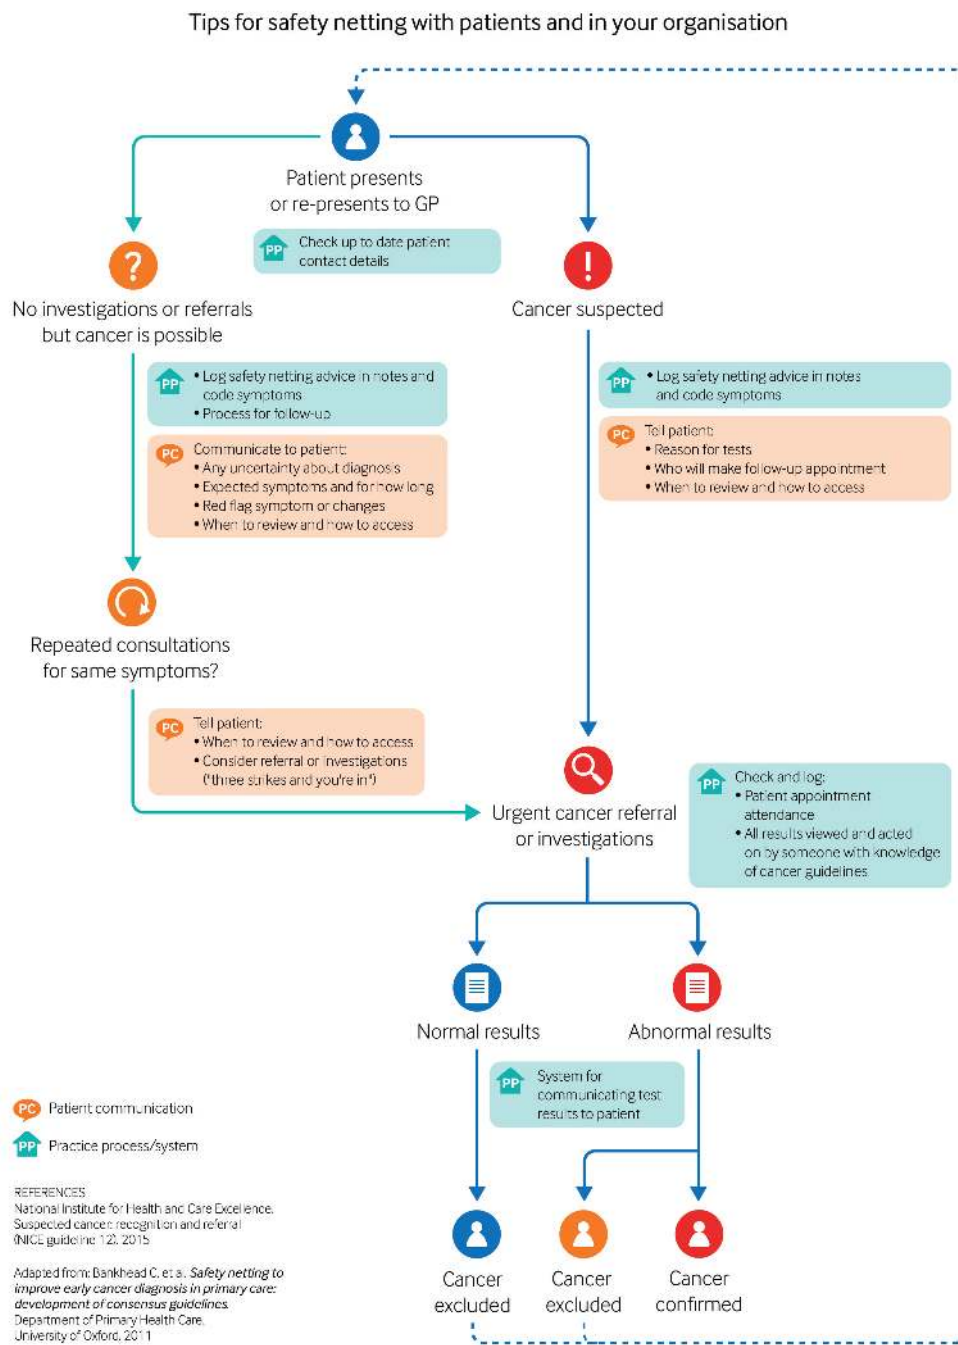 Tips for safety netting with patients and in your organisation
Patient presents
or re-presents to GP
PP
Check up to date patient
contact details
?
No investigations or referrals
but cancer is possible
!
Cancer suspected
PP
• Log safety netting advice in notes and
code symptoms
• Process for follow-up
PC
Communicate to patient:
• Any uncertainty about diagnosis
• Expected symptoms and for how long
• Red flag symptom or changes
• When to review and how to access
PP
• Log safety netting advice in notes
and code symptoms
PC
Tell patient:
• Reason for tests
• Who will make follow-up appointment
• When to review and how to access
Repeated consultations
for same symptoms?
PC
Tell patient:
• When to review and how to access
• Consider referral or investigations
("three strikes and you're in")
Urgent cancer referral
or investigations
PP
Check and log:
• Patient appointment
attendance
• All results viewed and acted
on by someone with knowledge
of cancer guidelines
Normal results
Abnormal results
PP
System for
communicating test
results to patient
PC Patient communication
PP Practice process/system
REFERENCES
National Institute for Health and Care Excellence.
Suspected cancer: recognition and referral
(NICE guideline 12). 2015
Adapted from: Bankhead C. et a. Safety netting to
improve early cancer diagnosis in primary care:
development of consensus guidelines.
Department of Primary Health Care.
University of Oxford. 2011
Cancer
excluded
Cancer
excluded
Cancer
confirmed